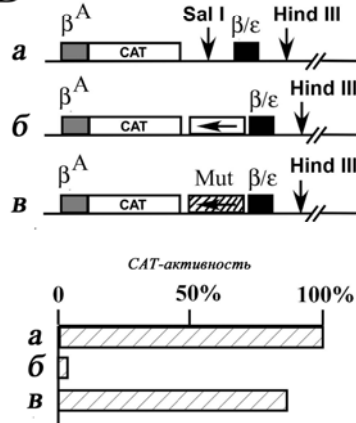 Sal I Hind III
β^A β/ε
а CAT
Hind III
β^A β/ε
б CAT
Hind III
β^A Mut β/ε
в CAT
CAT-активность
0 50% 100%
а
б
в